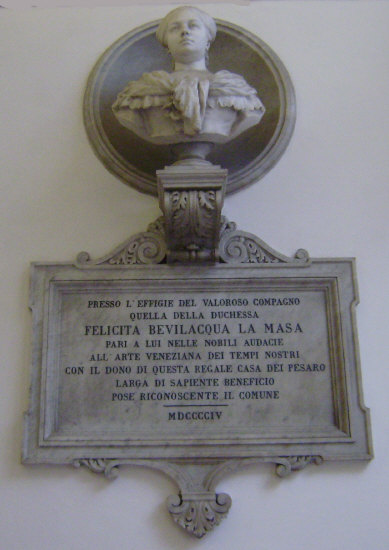 PRESSO L'EFFIGIE DEL VALOROSO COMPAGNO
QUELLA DELLA DUCHESSA
FELICITA BEVILACQUA LA MASA
PARI A LUI NELLE NOBILI AUDACIE
ALL'ARTE VENEZIANA DEI TEMPI NOSTRI
CON IL DONO DI QUESTA REGALE CASA DEI PESARO
LARGA DI SAPIENTE BENEFICIO
POSE RICONOSCENTE IL COMUNE
MDCCCCIV